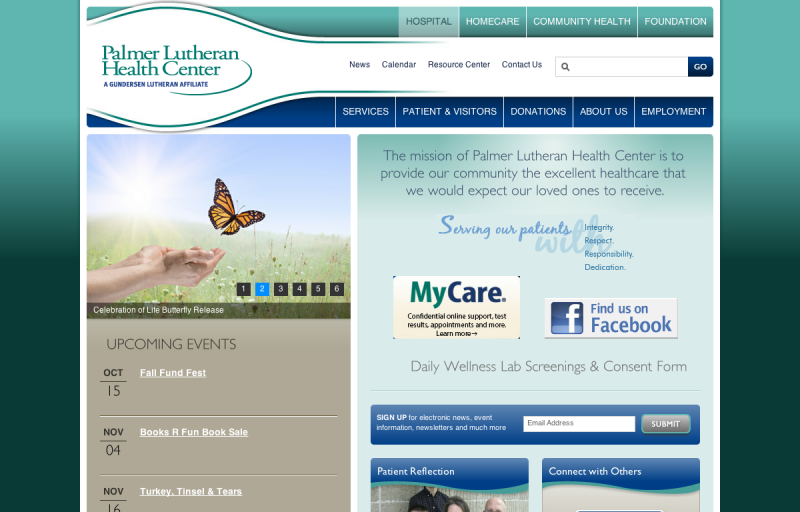 HOSPITAL HOMECARE COMMUNITY HEALTH FOUNDATION
Palmer Lutheran
Health Center
A GUNDERSEN LUTHERAN AFFILIATE
News Calendar Resource Center Contact Us GO
SERVICES PATIENT & VISITORS DONATIONS ABOUT US EMPLOYMENT
1 2 3 4 5 6
Celebration of Life Butterfly Release
UPCOMING EVENTS
OCT
15
Fall Fund Fest
NOV
04
Books R Fun Book Sale
NOV
16
Turkey, Tinsel & Tears
The mission of Palmer Lutheran Health Center is to
provide our community the excellent healthcare that
we would expect our loved ones to receive.
Serving our patients with
Integrity.
Respect.
Responsibility.
Dedication.
MyCare.
Confidential online support, test
results, appointments and more.
Learn more→
Find us on
Facebook
Daily Wellness Lab Screenings & Consent Form
SIGN UP for electronic news, event
information, newsletters and much more
Email Address
SUBMIT
Patient Reflection
Connect with Others